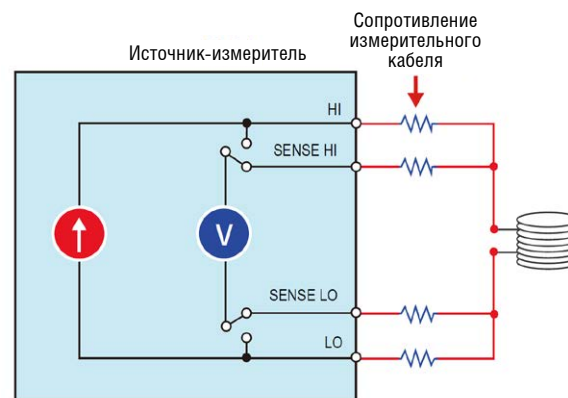 Сопротивление
измерительного
кабеля
Источник-измеритель
HI
SENSE HI
V
SENSE LO
LO